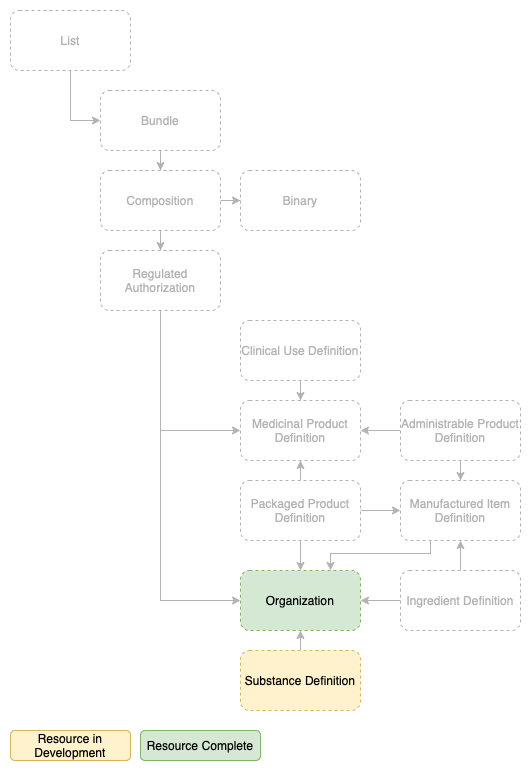 List
Bundle
Composition
Binary
Regulated
Authorization
Clinical Use Definition
Medicinal Product
Definition
Administrable Product
Definition
Packaged Product
Definition
Manufactured Item
Definition
Organization
Ingredient Definition
Substance Definition
Resource in
Development
Resource Complete